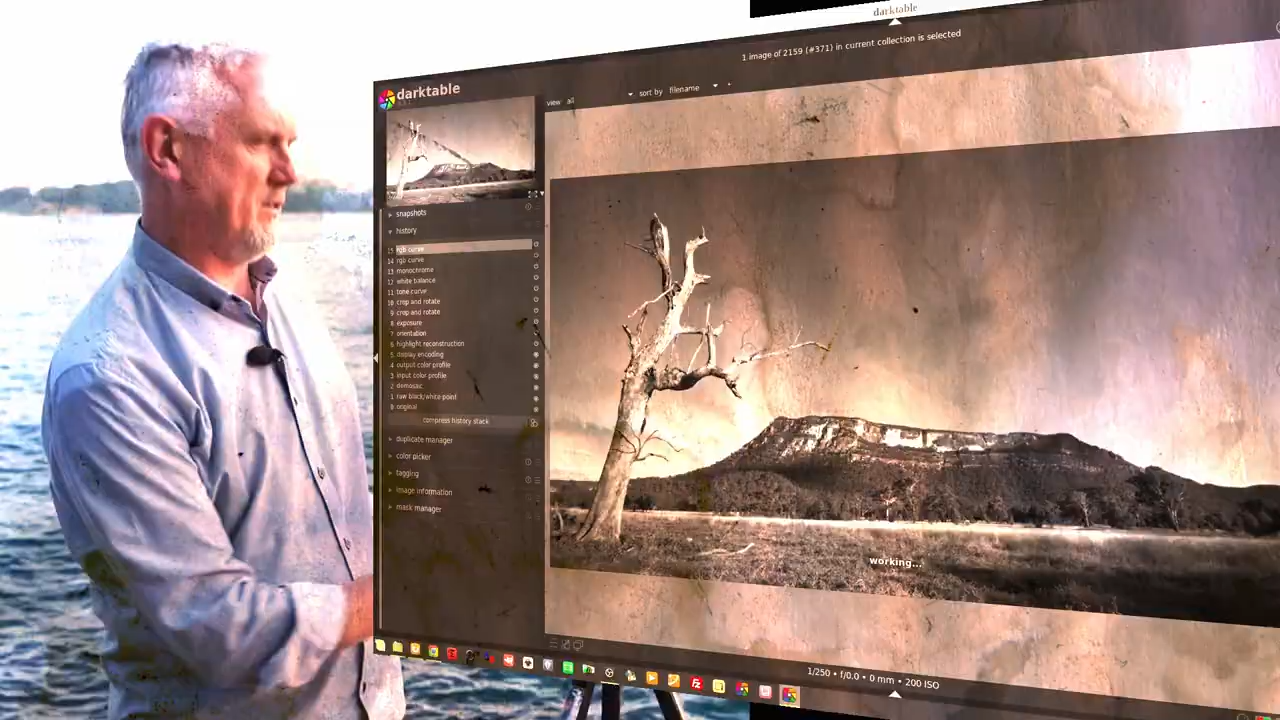 darktable
1 image of 2159 (#371) in current collection is selected
darktable
view all
sort by filename
snapshots
history
15 rgb curve
14 rgb curve
13 monochrome
12 white balance
11 tone curve
10 crop and rotate
9 crop and rotate
8 exposure
7 orientation
6 highlight reconstruction
5 display encoding
4 output color profile
3 input color profile
2 demosaic
1 raw black/white point
0 original
compress history stack
duplicate manager
color picker
tagging
image information
mask manager
working...
1/250 • f/0.0 • 0 mm • 200 ISO